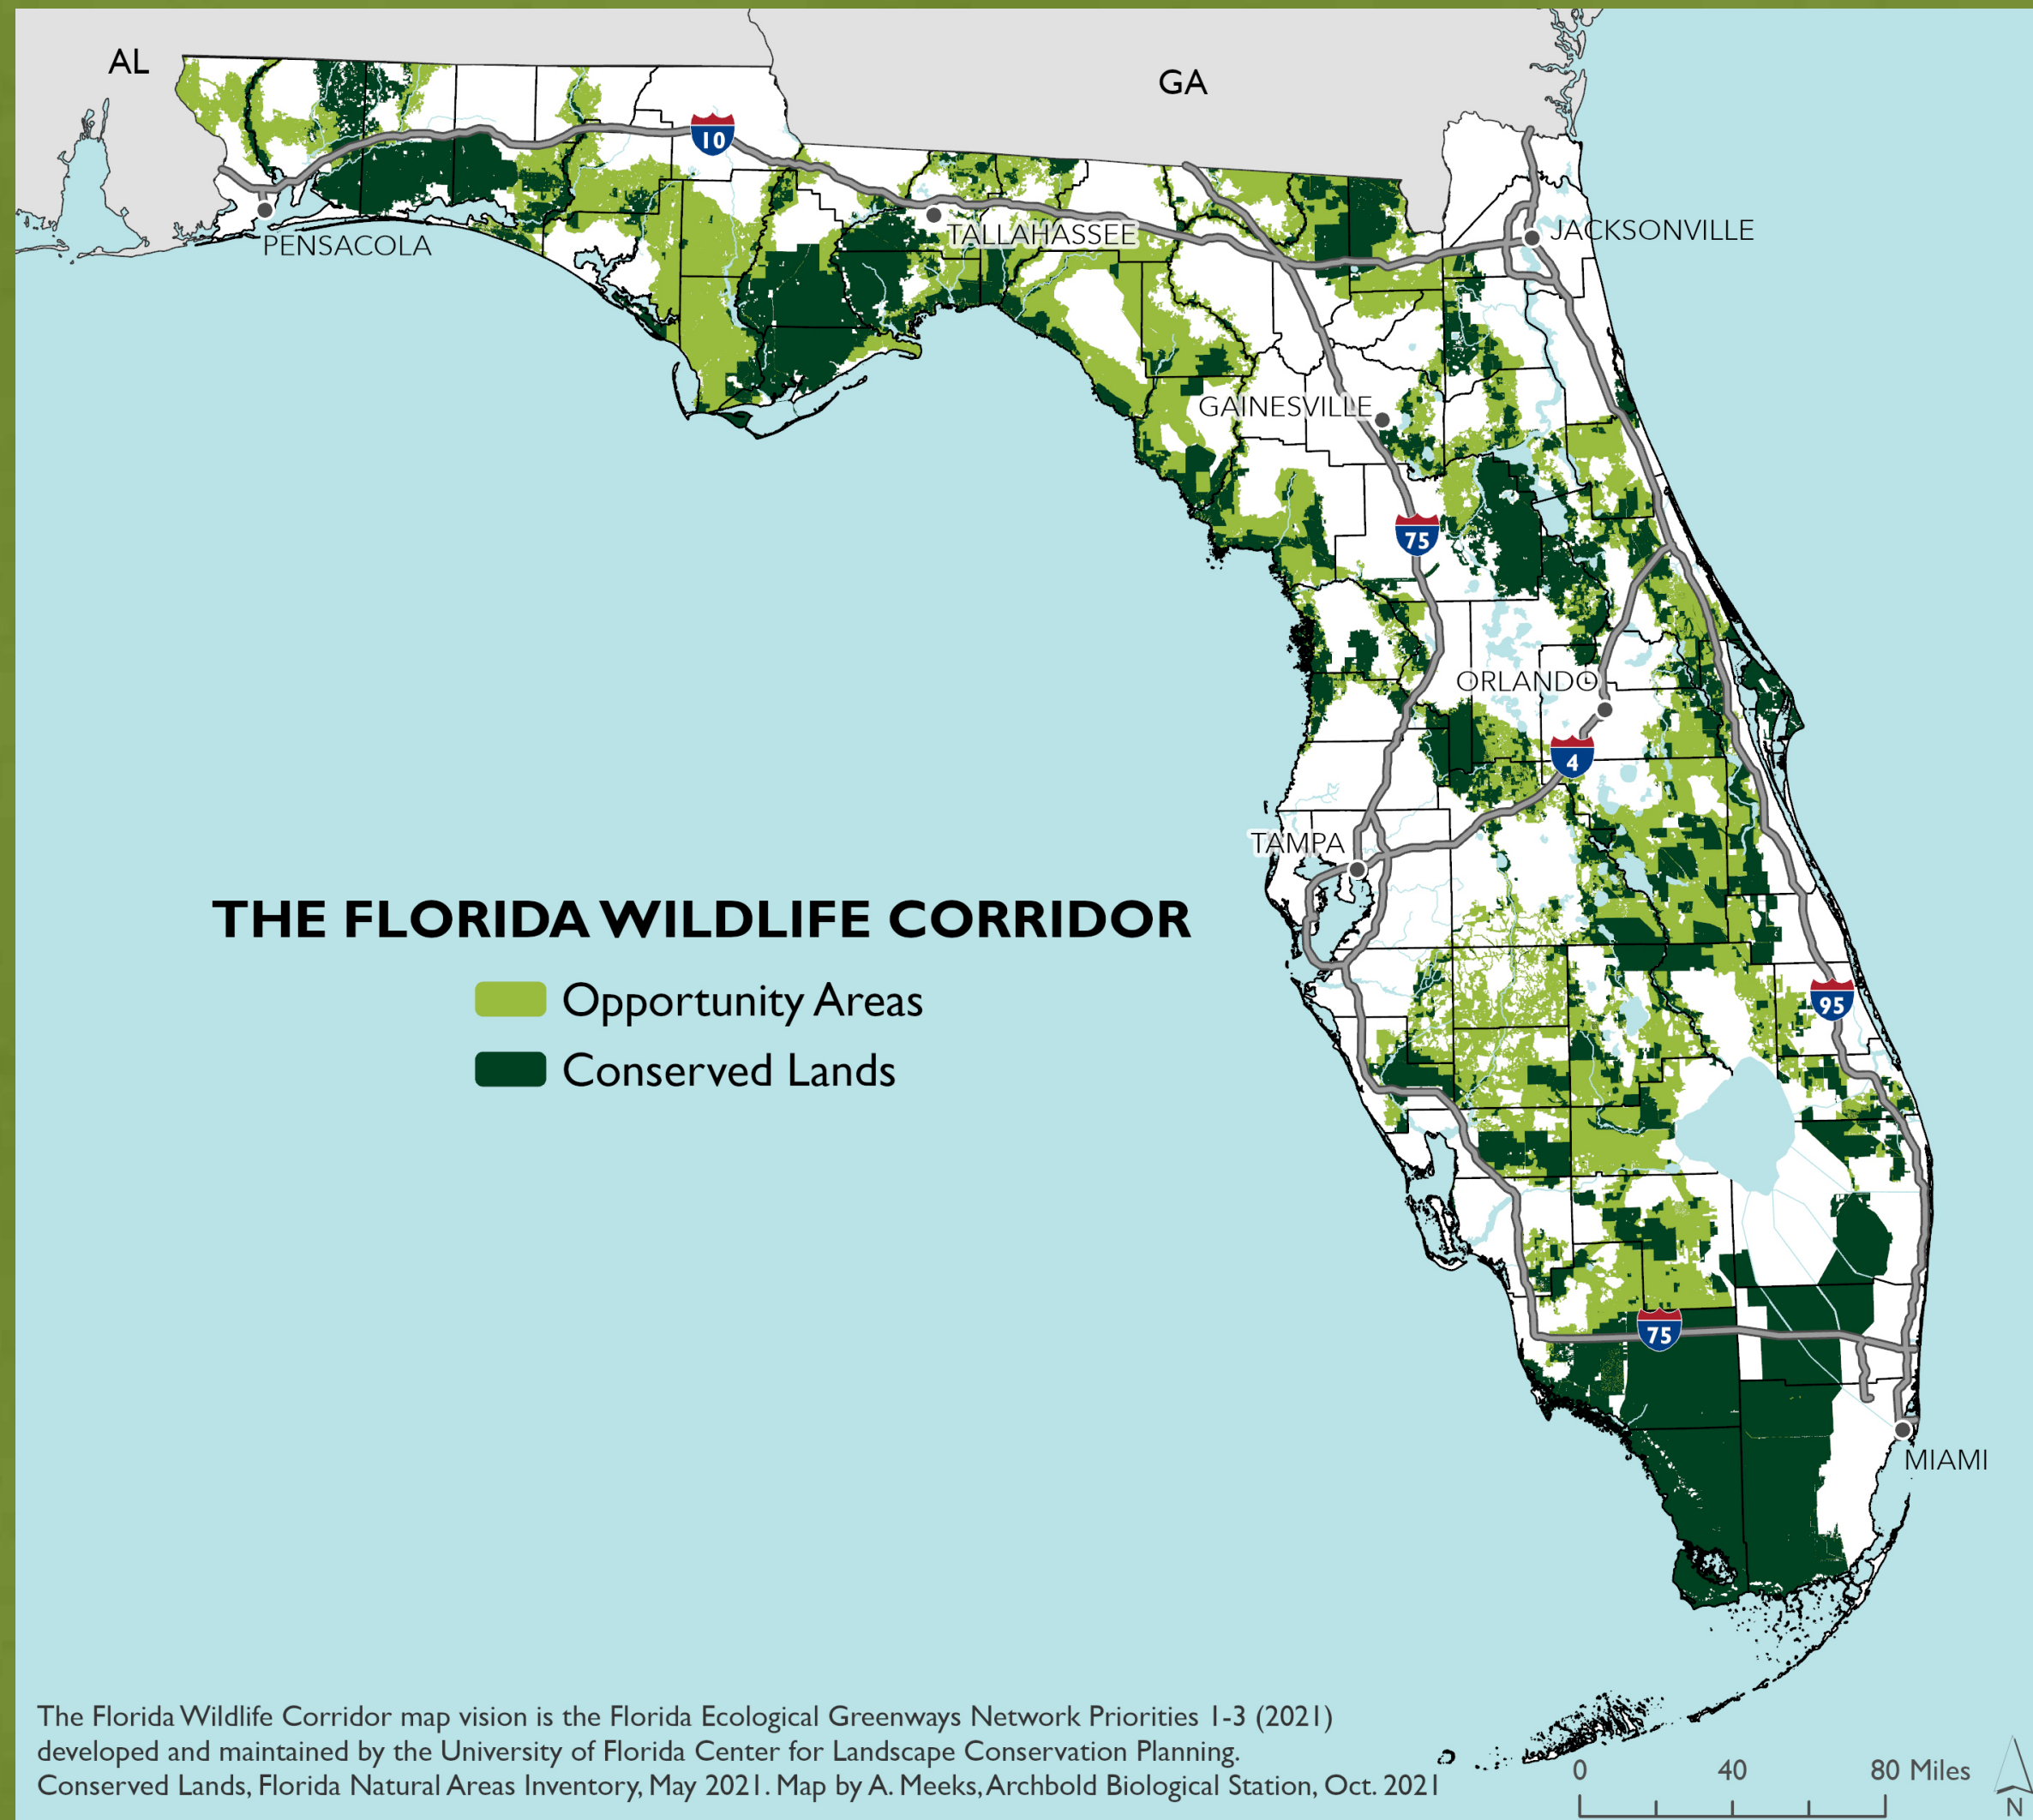 AL
GA
10
PENSACOLA
TALLAHASSEE
JACKSONVILLE
GAINESVILLE
75
ORLANDO
4
TAMPA
THE FLORIDA WILDLIFE CORRIDOR
Opportunity Areas
95
Conserved Lands
75
MIAMI
The Florida Wildlife Corridor map vision is the Florida Ecological Greenways Network Priorities 1-3 (2021)
developed and maintained by the University of Florida Center for Landscape Conservation Planning.
Conserved Lands, Florida Natural Areas Inventory, May 2021. Map by A. Meeks, Archbold Biological Station, Oct. 2021
0 40 80 Miles
N